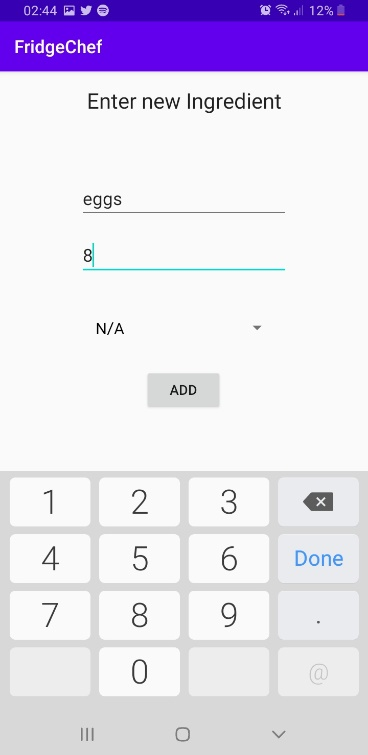 02:44 12%
FridgeChef
Enter new Ingredient
eggs
8
N/A
ADD
1 2 3
4 5 6 Done
7 8 9 .
0 @